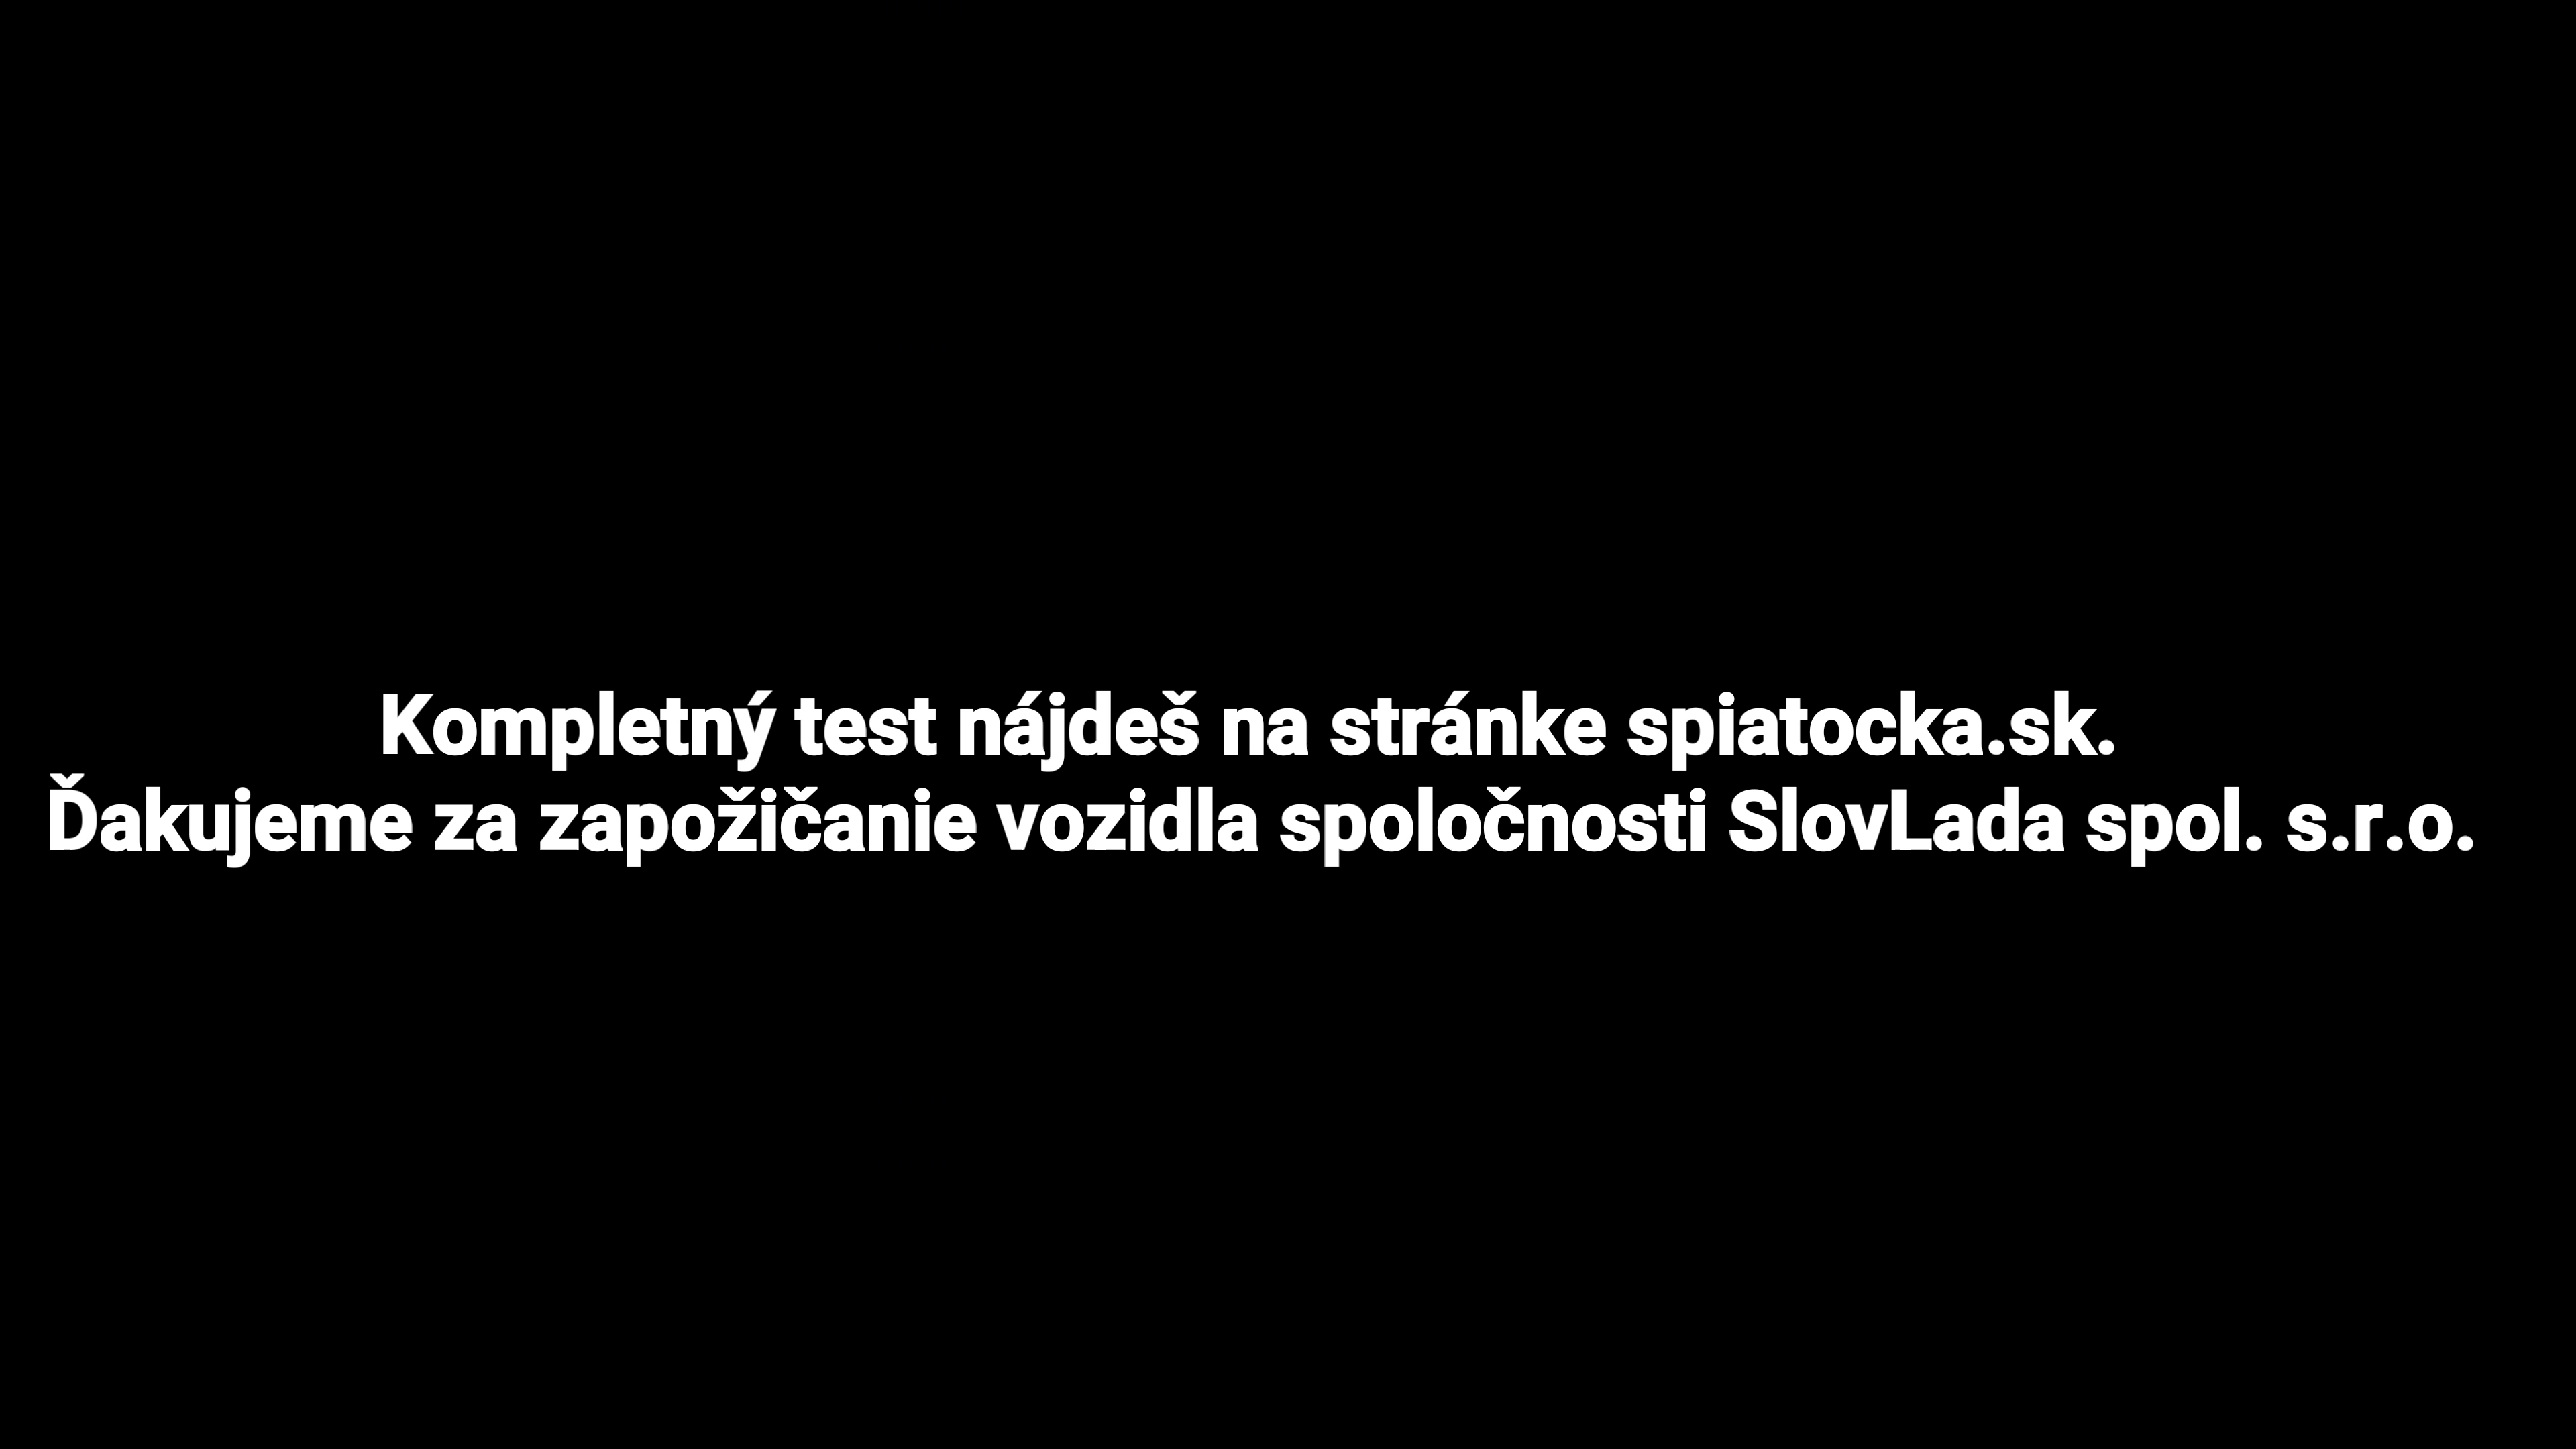 Kompletný test nájdeš na stránke spiatocka.sk.
Ďakujeme za zapožičanie vozidla spoločnosti SlovLada spol. s.r.o.